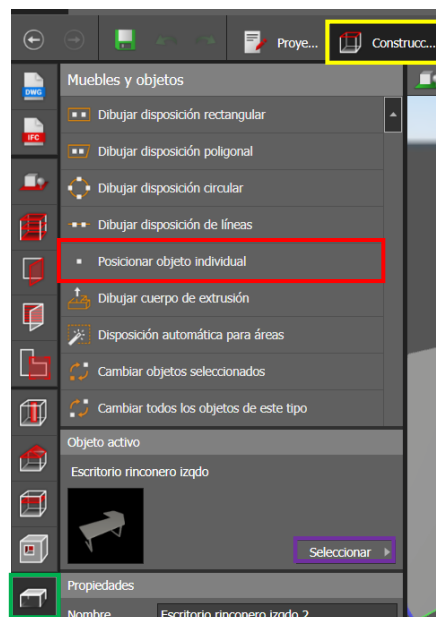 Proye...
Construcc...
DWG
Muebles y objetos
Dibujar disposición rectangular
Dibujar disposición poligonal
IFC
Dibujar disposición circular
Dibujar disposición de líneas
Posicionar objeto individual
Dibujar cuerpo de extrusión
Disposición automática para áreas
Cambiar objetos seleccionados
Cambiar todos los objetos de este tipo
Objeto activo
Escritorio rinconero izqdo
Seleccionar
Propiedades
Nombre
Escritorio rinconero izqdo 2